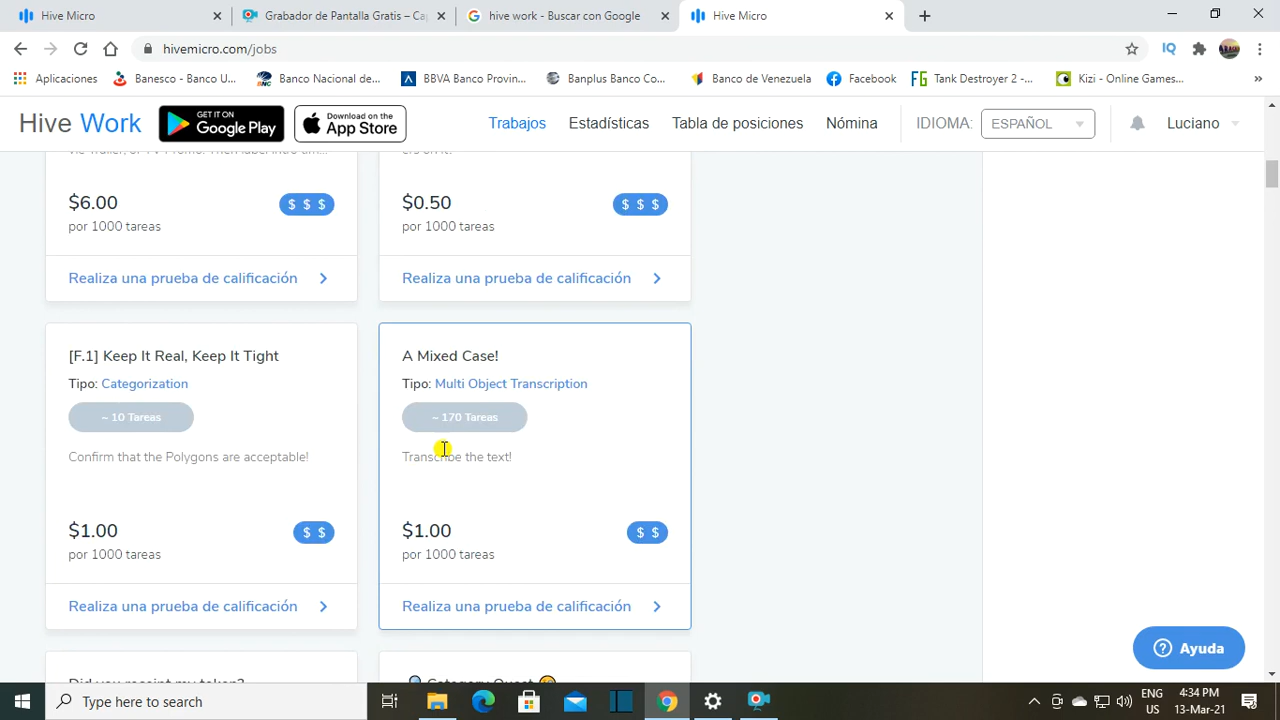 Hive Micro
Grabador de Pantalla Gratis – Ca
hive work - Buscar con Google
Hive Micro
hivemicro.com/jobs
IQ
Aplicaciones
Banesco - Banco U...
Banco Nacional de...
BBVA Banco Provin...
Banplus Banco Co...
Banco de Venezuela
Facebook
FG Tank Destroyer 2 -...
Kizi - Online Games...
»
Hive Work
GET IT ON
Google Play
Download on the
App Store
Trabajos
Estadísticas
Tabla de posiciones
Nómina
IDIOMA:
ESPAÑOL
Luciano
$6.00
$ $ $
por 1000 tareas
Realiza una prueba de calificación
$0.50
$ $ $
por 1000 tareas
Realiza una prueba de calificación
[F.1] Keep It Real, Keep It Tight
Tipo: Categorization
~ 10 Tareas
Confirm that the Polygons are acceptable!
$1.00
$ $
por 1000 tareas
Realiza una prueba de calificación
A Mixed Case!
Tipo: Multi Object Transcription
~ 170 Tareas
Transcribe the text!
$1.00
$ $
por 1000 tareas
Realiza una prueba de calificación
Ayuda
Type here to search
ENG
US
4:34 PM
13-Mar-21